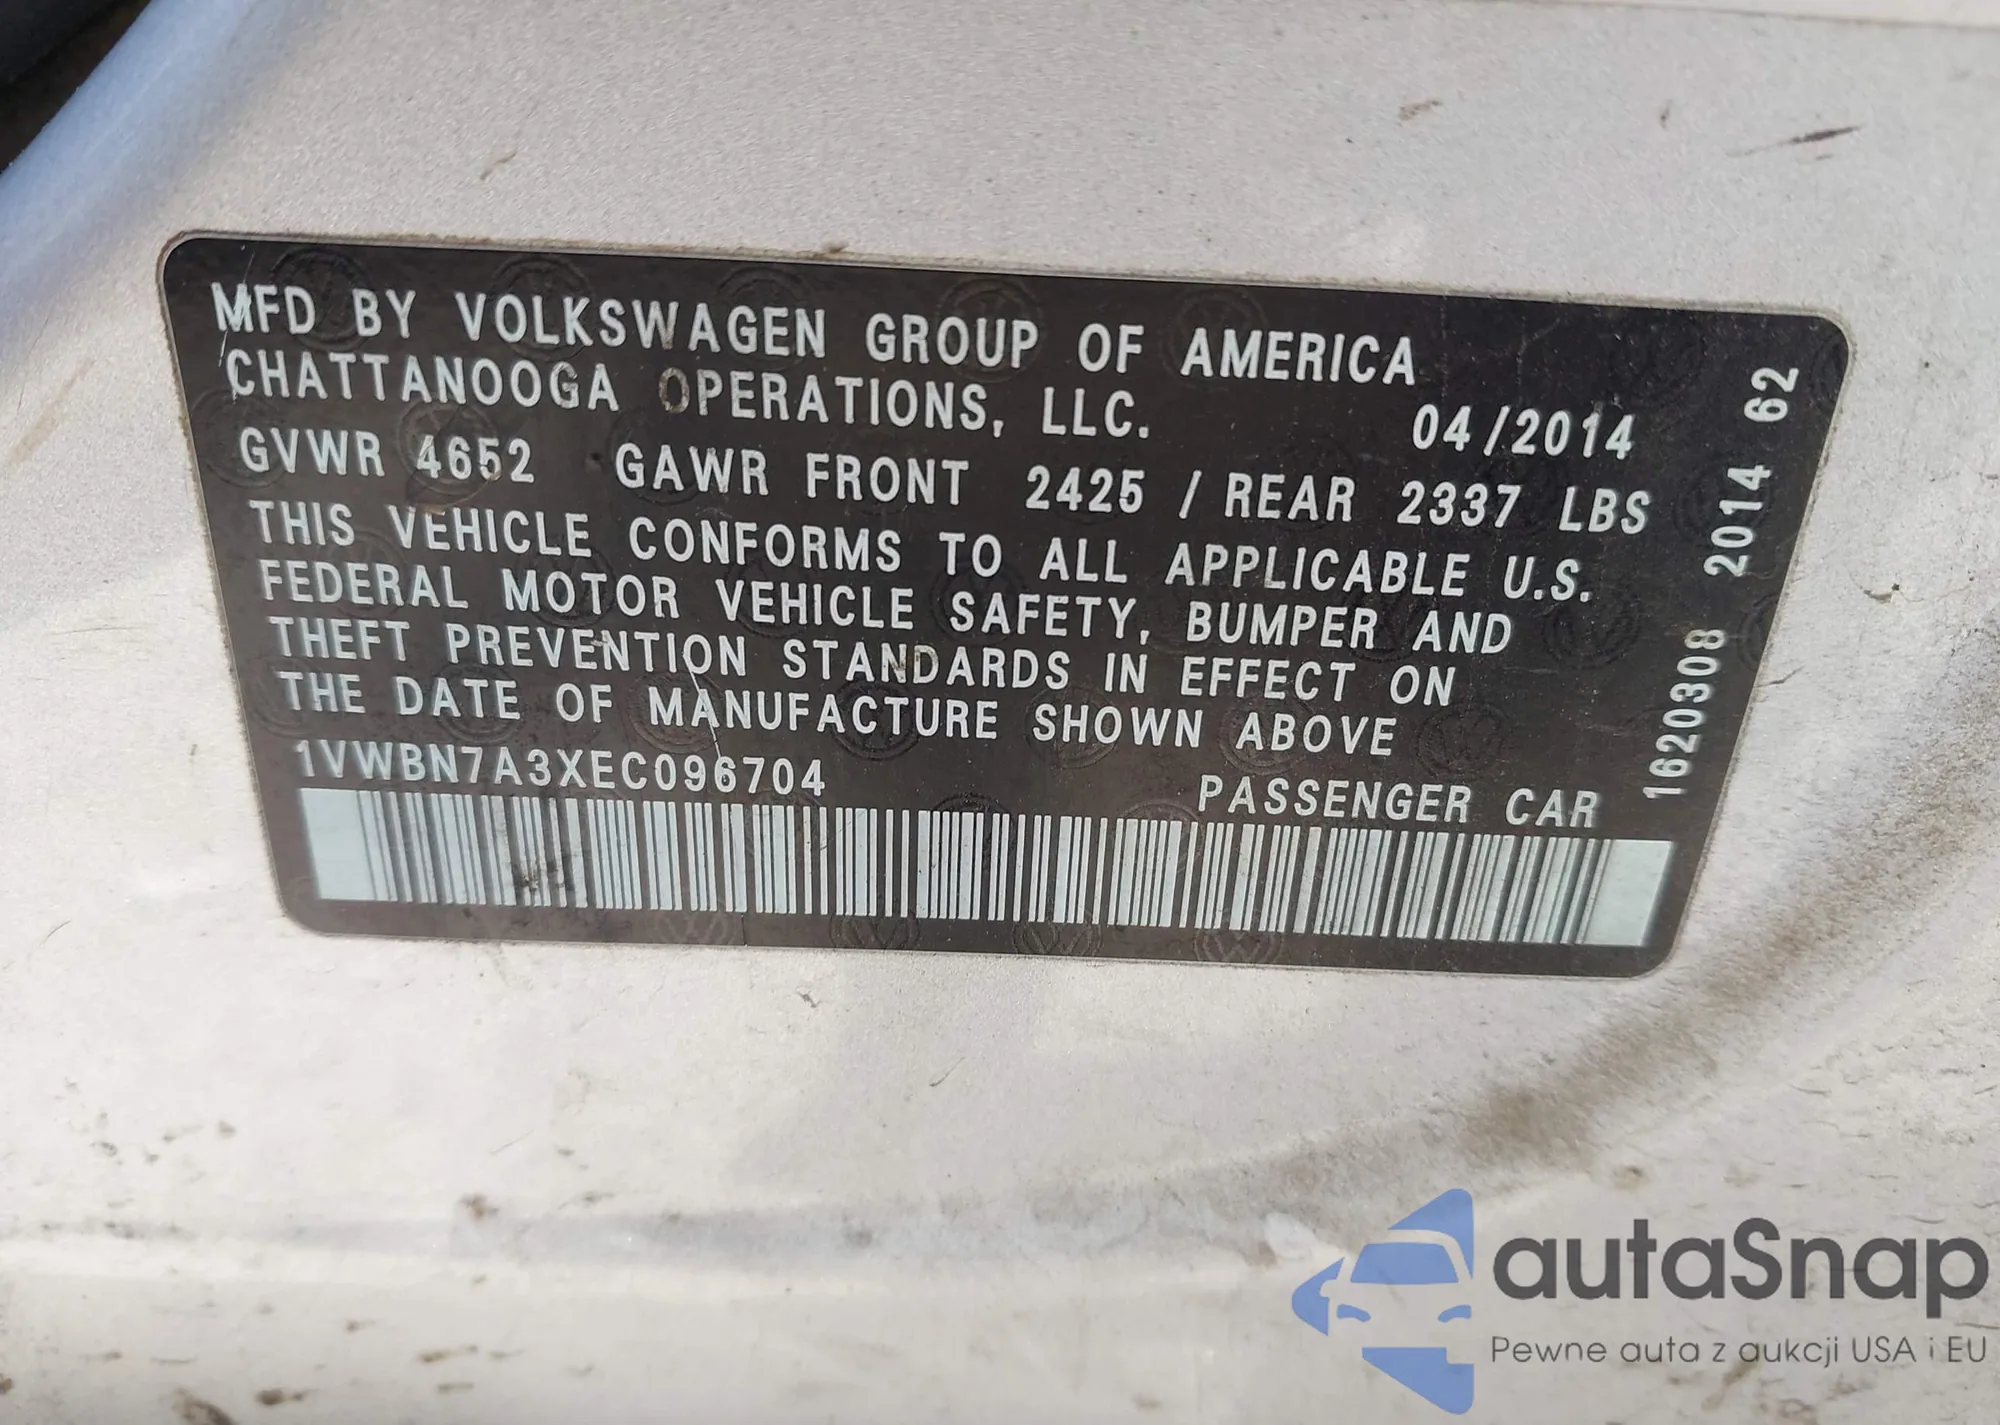 MFD BY VOLKSWAGEN GROUP OF AMERICA
CHATTANOOGA OPERATIONS, LLC. 04/2014
GVWR 4652 GAWR FRONT 2425 / REAR 2337 LBS
THIS VEHICLE CONFORMS TO ALL APPLICABLE U.S.
FEDERAL MOTOR VEHICLE SAFETY, BUMPER AND
THEFT PREVENTION STANDARDS IN EFFECT ON
THE DATE OF MANUFACTURE SHOWN ABOVE
1VWBN7A3XEC096704 PASSENGER CAR
1620308 2014 62
autaSnap
Pewne auta z aukcji USA i EU